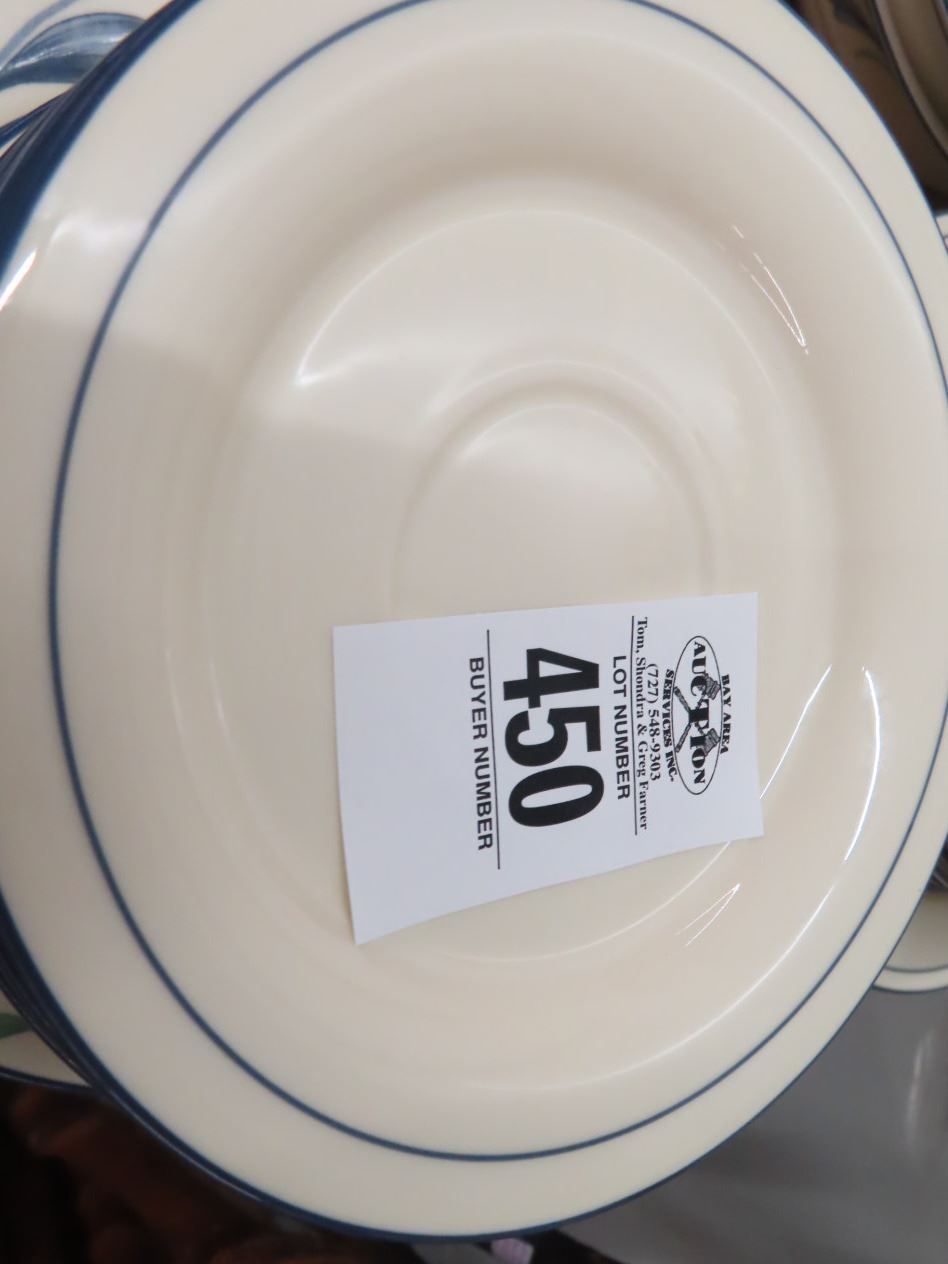 BAY AREA
AUCTION
SERVICES INC.
(727) 548-9303
Tom, Shondra & Greg Farner
LOT NUMBER
450
BUYER NUMBER